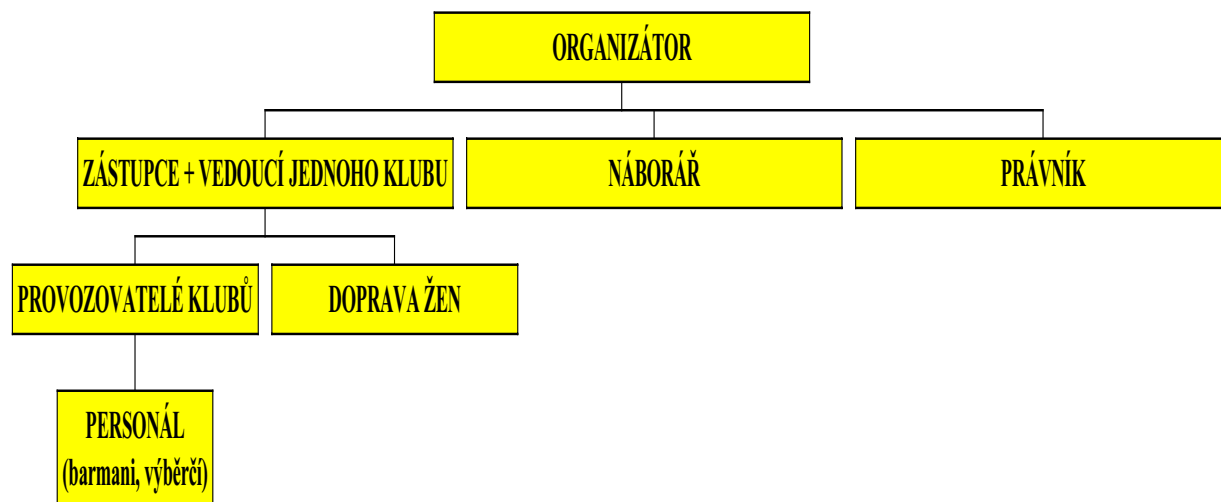 ORGANIZÁTOR
ZÁSTUPCE + VEDOUCÍ JEDNOHO KLUBU
NÁBORÁŘ
PRÁVNÍK
PROVOZOVATELÉ KLUBŮ
DOPRAVA ŽEN
PERSONÁL
(barmani, výběrčí)